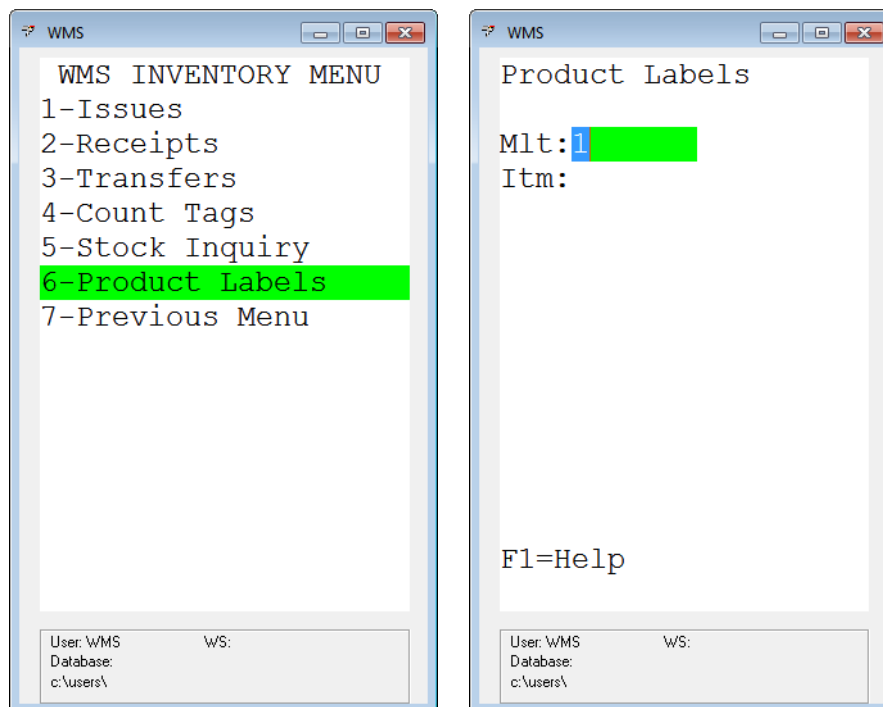 WMS
WMS INVENTORY MENU
1-Issues
2-Receipts
3-Transfers
4-Count Tags
5-Stock Inquiry
6-Product Labels
7-Previous Menu
User: WMS WS:
Database:
c:\users\
WMS
Product Labels
Mlt:1
Itm:
F1=Help
User: WMS WS:
Database:
c:\users\